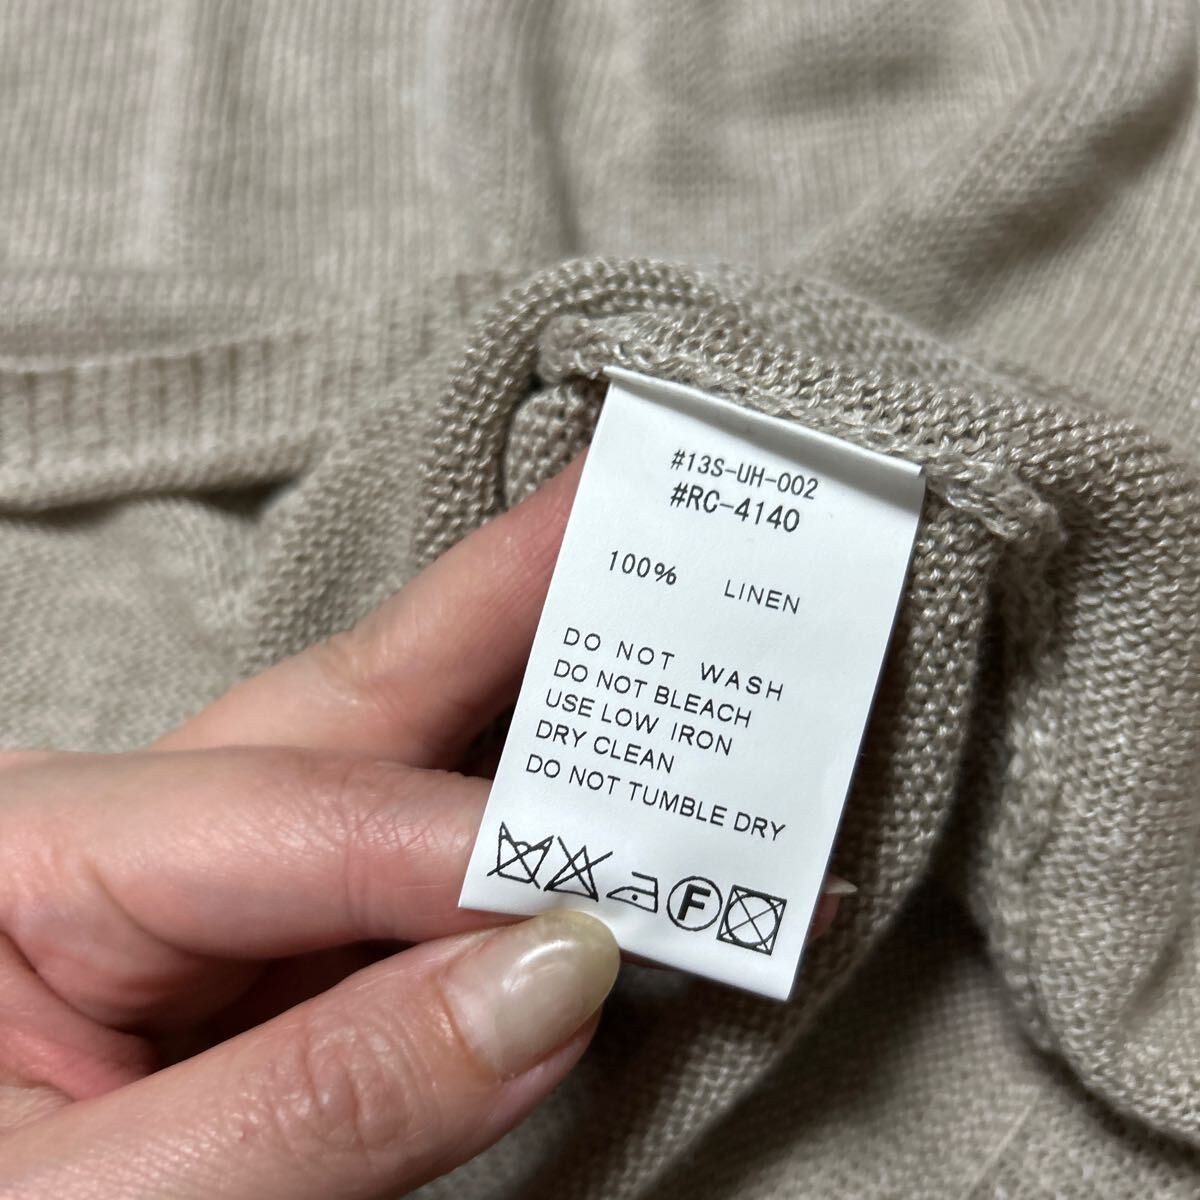 #13S-UH-002
#RC-4140
100% LINEN
DO NOT WASH
DO NOT BLEACH
USE LOW IRON
DRY CLEAN
DO NOT TUMBLE DRY
F